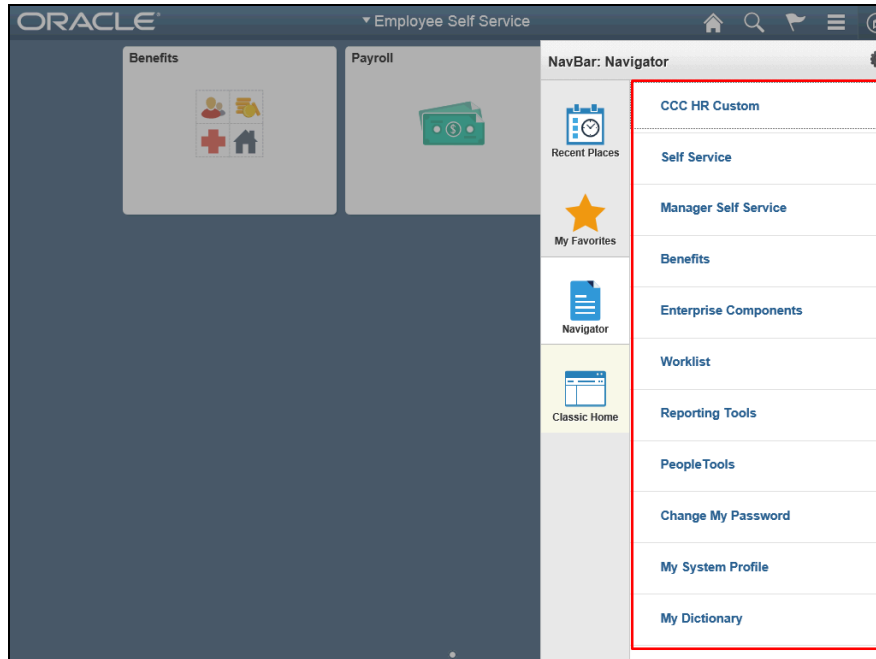 ORACLE
Employee Self Service
Benefits
Payroll
NavBar: Navigator
Recent Places
My Favorites
Navigator
Classic Home
CCC HR Custom
Self Service
Manager Self Service
Benefits
Enterprise Components
Worklist
Reporting Tools
PeopleTools
Change My Password
My System Profile
My Dictionary